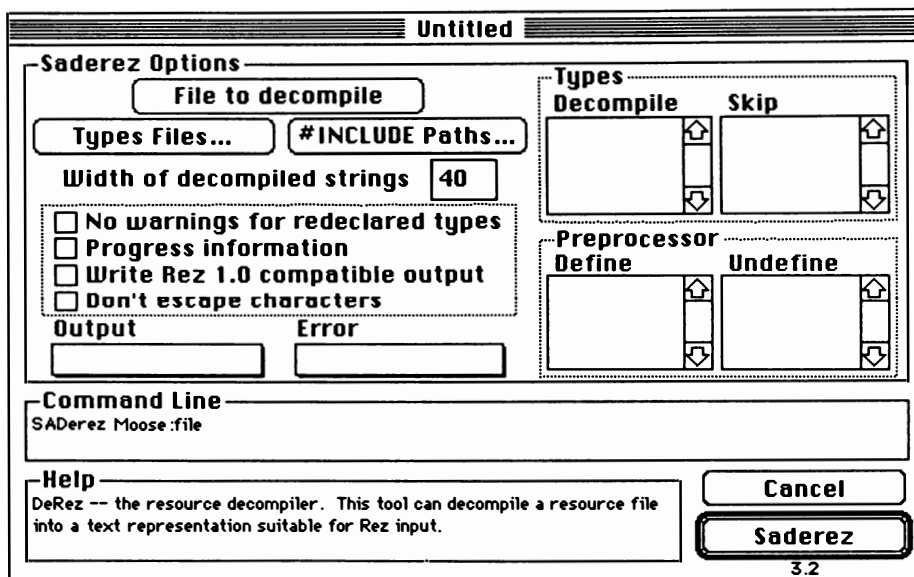 Untitled
Saderez Options
File to decompile
Types Files...
#INCLUDE Paths...
Width of decompiled strings 40
No warnings for redeclared types
Progress information
Write Rez 1.0 compatible output
Don't escape characters
Output
Error
Types
Decompile
Skip
Preprocessor
Define
Undefine
Command Line
SADerez Moose:file
Help
DeRez -- the resource decompiler. This tool can decompile a resource file
into a text representation suitable for Rez input.
Cancel
Saderez
3.2